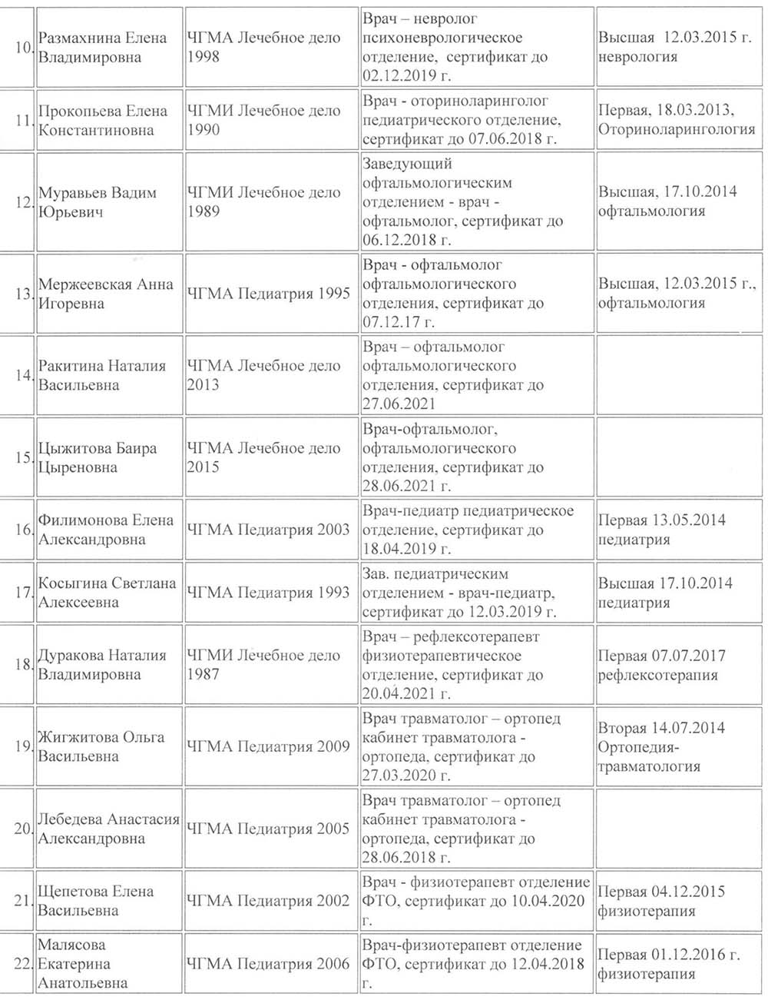 10.
Размахнина Елена
Владимировна
ЧГМА Лечебное дело
1998
Врач – невролог
психоневрологическое
отделение, сертификат до
02.12.2019 г.
Высшая 12.03.2015 г.
неврология
11.
Прокопьева Елена
Константиновна
ЧГМИ Лечебное дело
1990
Врач - оториноларинголог
педиатрического отделение,
сертификат до 07.06.2018 г.
Первая, 18.03.2013,
Оториноларингология
12.
Муравьев Вадим
Юрьевич
ЧГМИ Лечебное дело
1989
Заведующий
офтальмологическим
отделением - врач -
офтальмолог, сертификат до
06.12.2018 г.
Высшая, 17.10.2014
офтальмология
13.
Мержеевская Анна
Игоревна
ЧГМА Педиатрия 1995
Врач - офтальмолог
офтальмологического
отделения, сертификат до
07.12.17 г.
Высшая, 12.03.2015 г.,
офтальмология
14.
Ракитина Наталия
Васильевна
ЧГМА Лечебное дело
2013
Врач – офтальмолог
офтальмологического
отделения, сертификат до
27.06.2021
15.
Цыжитова Баира
Цыреновна
ЧГМА Лечебное дело
2015
Врач-офтальмолог,
офтальмологического
отделения, сертификат до
28.06.2021 г.
16.
Филимонова Елена
Александровна
ЧГМА Педиатрия 2003
Врач-педиатр педиатрическое
отделение, сертификат до
18.04.2019 г.
Первая 13.05.2014
педиатрия
17.
Косыгина Светлана
Алексеевна
ЧГМА Педиатрия 1993
Зав. педиатрическим
отделением - врач-педиатр,
сертификат до 12.03.2019 г.
Высшая 17.10.2014
педиатрия
18.
Дуракова Наталия
Владимировна
ЧГМИ Лечебное дело
1987
Врач – рефлексотерапевт
физиотерапевтическое
отделение, сертификат до
20.04.2021 г.
Первая 07.07.2017
рефлексотерапия
19.
Жигжитова Ольга
Васильевна
ЧГМА Педиатрия 2009
Врач травматолог – ортопед
кабинет травматолога -
ортопеда, сертификат до
27.03.2020 г.
Вторая 14.07.2014
Ортопедия-
травматология
20.
Лебедева Анастасия
Александровна
ЧГМА Педиатрия 2005
Врач травматолог – ортопед
кабинет травматолога -
ортопеда, сертификат до
28.06.2018 г.
21.
Щепетова Елена
Васильевна
ЧГМА Педиатрия 2002
Врач - физиотерапевт отделение
ФТО, сертификат до 10.04.2020
г.
Первая 04.12.2015
физиотерапия
22.
Малясова
Екатерина
Анатольевна
ЧГМА Педиатрия 2006
Врач-физиотерапевт отделение
ФТО, сертификат до 12.04.2018
г.
Первая 01.12.2016 г.
физиотерапия